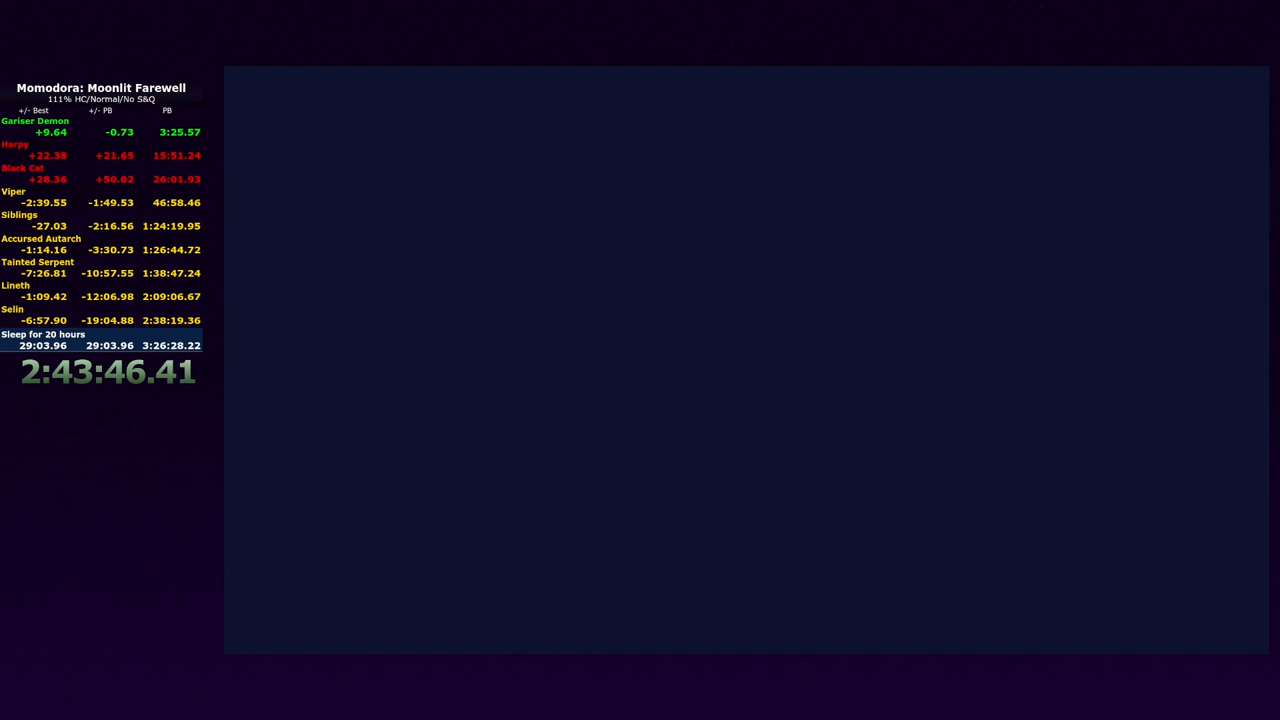 Momodora: Moonlit Farewell
111% HC/Normal/No S&Q
+/- Best +/- PB PB
Gariser Demon
+9.64 -0.73 3:25.57
Harpy
+22.38 +21.65 15:51.24
Black Cat
+28.36 +50.02 26:01.93
Viper
-2:39.55 -1:49.53 46:58.46
Siblings
-27.03 -2:16.56 1:24:19.95
Accursed Autarch
-1:14.16 -3:30.73 1:26:44.72
Tainted Serpent
-7:26.81 -10:57.55 1:38:47.24
Lineth
-1:09.42 -12:06.98 2:09:06.67
Selin
-6:57.90 -19:04.88 2:38:19.36
Sleep for 20 hours
29:03.96 29:03.96 3:26:28.22
2:43:46.41